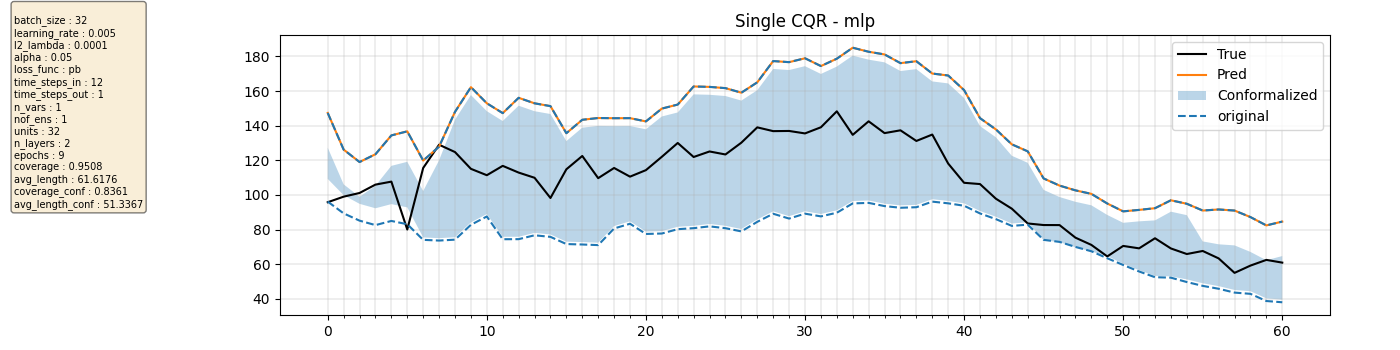 batch_size : 32
learning_rate : 0.005
l2_lambda : 0.0001
alpha : 0.05
loss_func : pb
time_steps_in : 12
time_steps_out : 1
n_vars : 1
nof_ens : 1
units : 32
n_layers : 2
epochs : 9
coverage : 0.9508
avg_length : 61.6176
coverage_conf : 0.8361
avg_length_conf : 51.3367
Single CQR - mlp
180
160
140
120
100
80
60
40
True
Pred
Conformalized
original
0 10 20 30 40 50 60